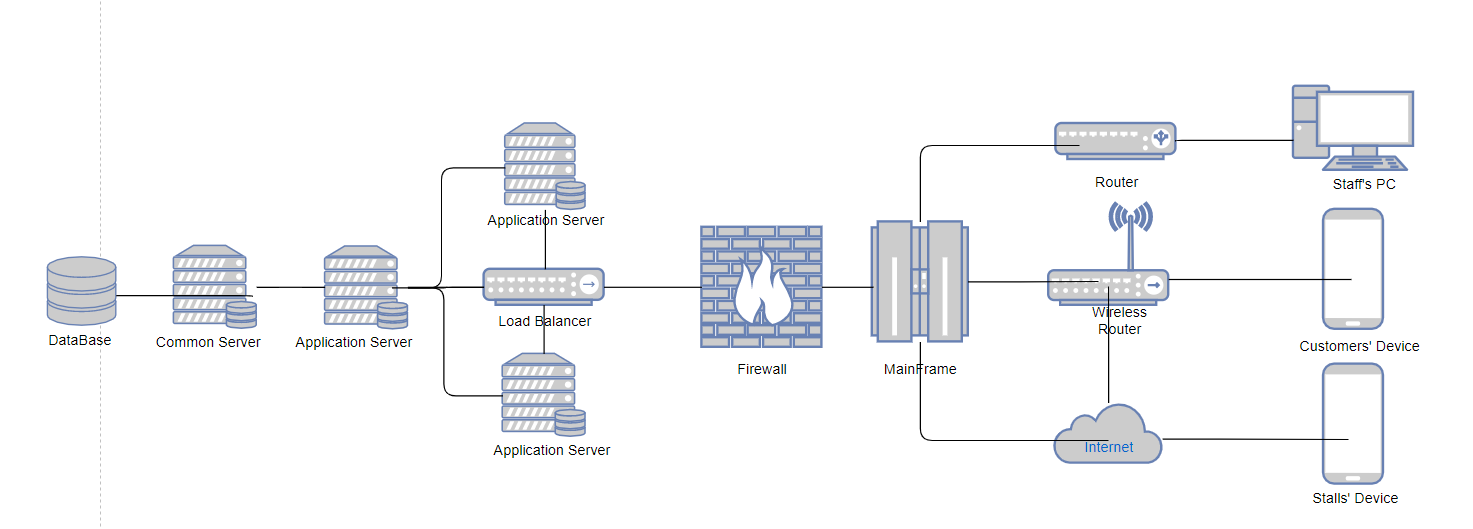 DataBase
Common Server
Application Server
Application Server
Load Balancer
Application Server
Firewall
MainFrame
Router
Staff's PC
Wireless
Router
Customers' Device
Internet
Stalls' Device